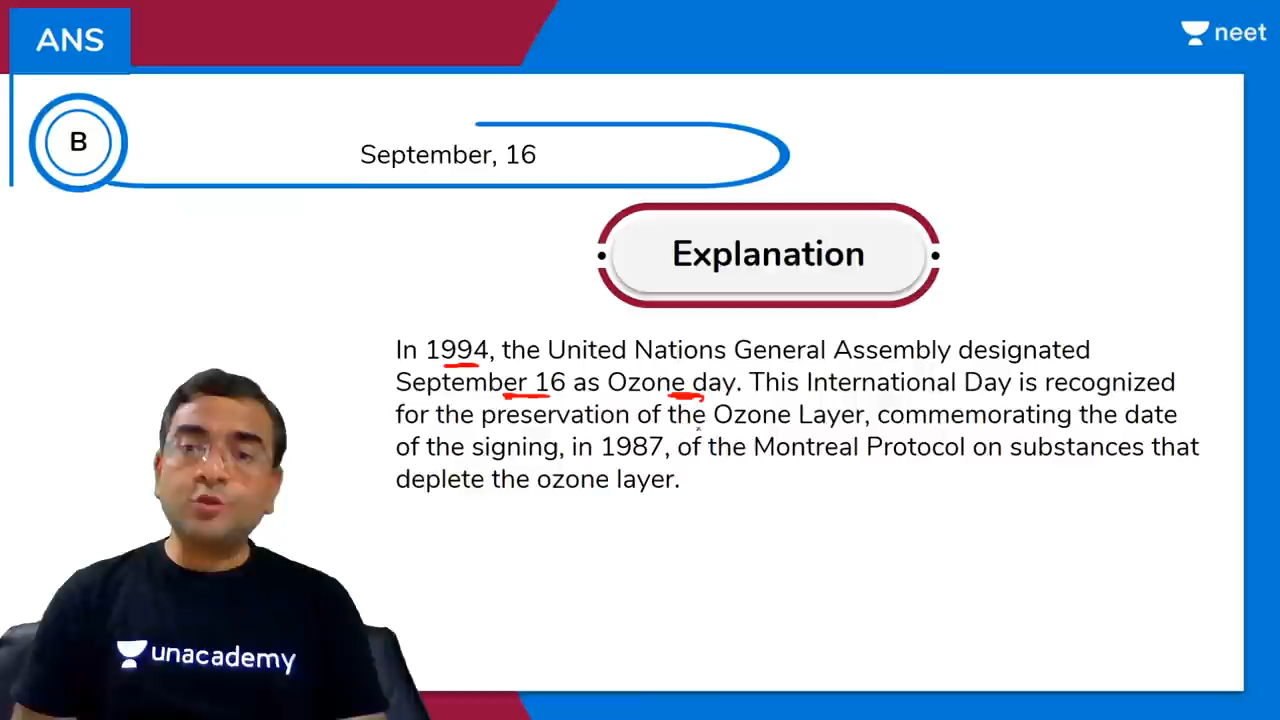 ANS
neet
B
September, 16
Explanation
In 1994, the United Nations General Assembly designated
September 16 as Ozone day. This International Day is recognized
for the preservation of the Ozone Layer, commemorating the date
of the signing, in 1987, of the Montreal Protocol on substances that
deplete the ozone layer.
unacademy